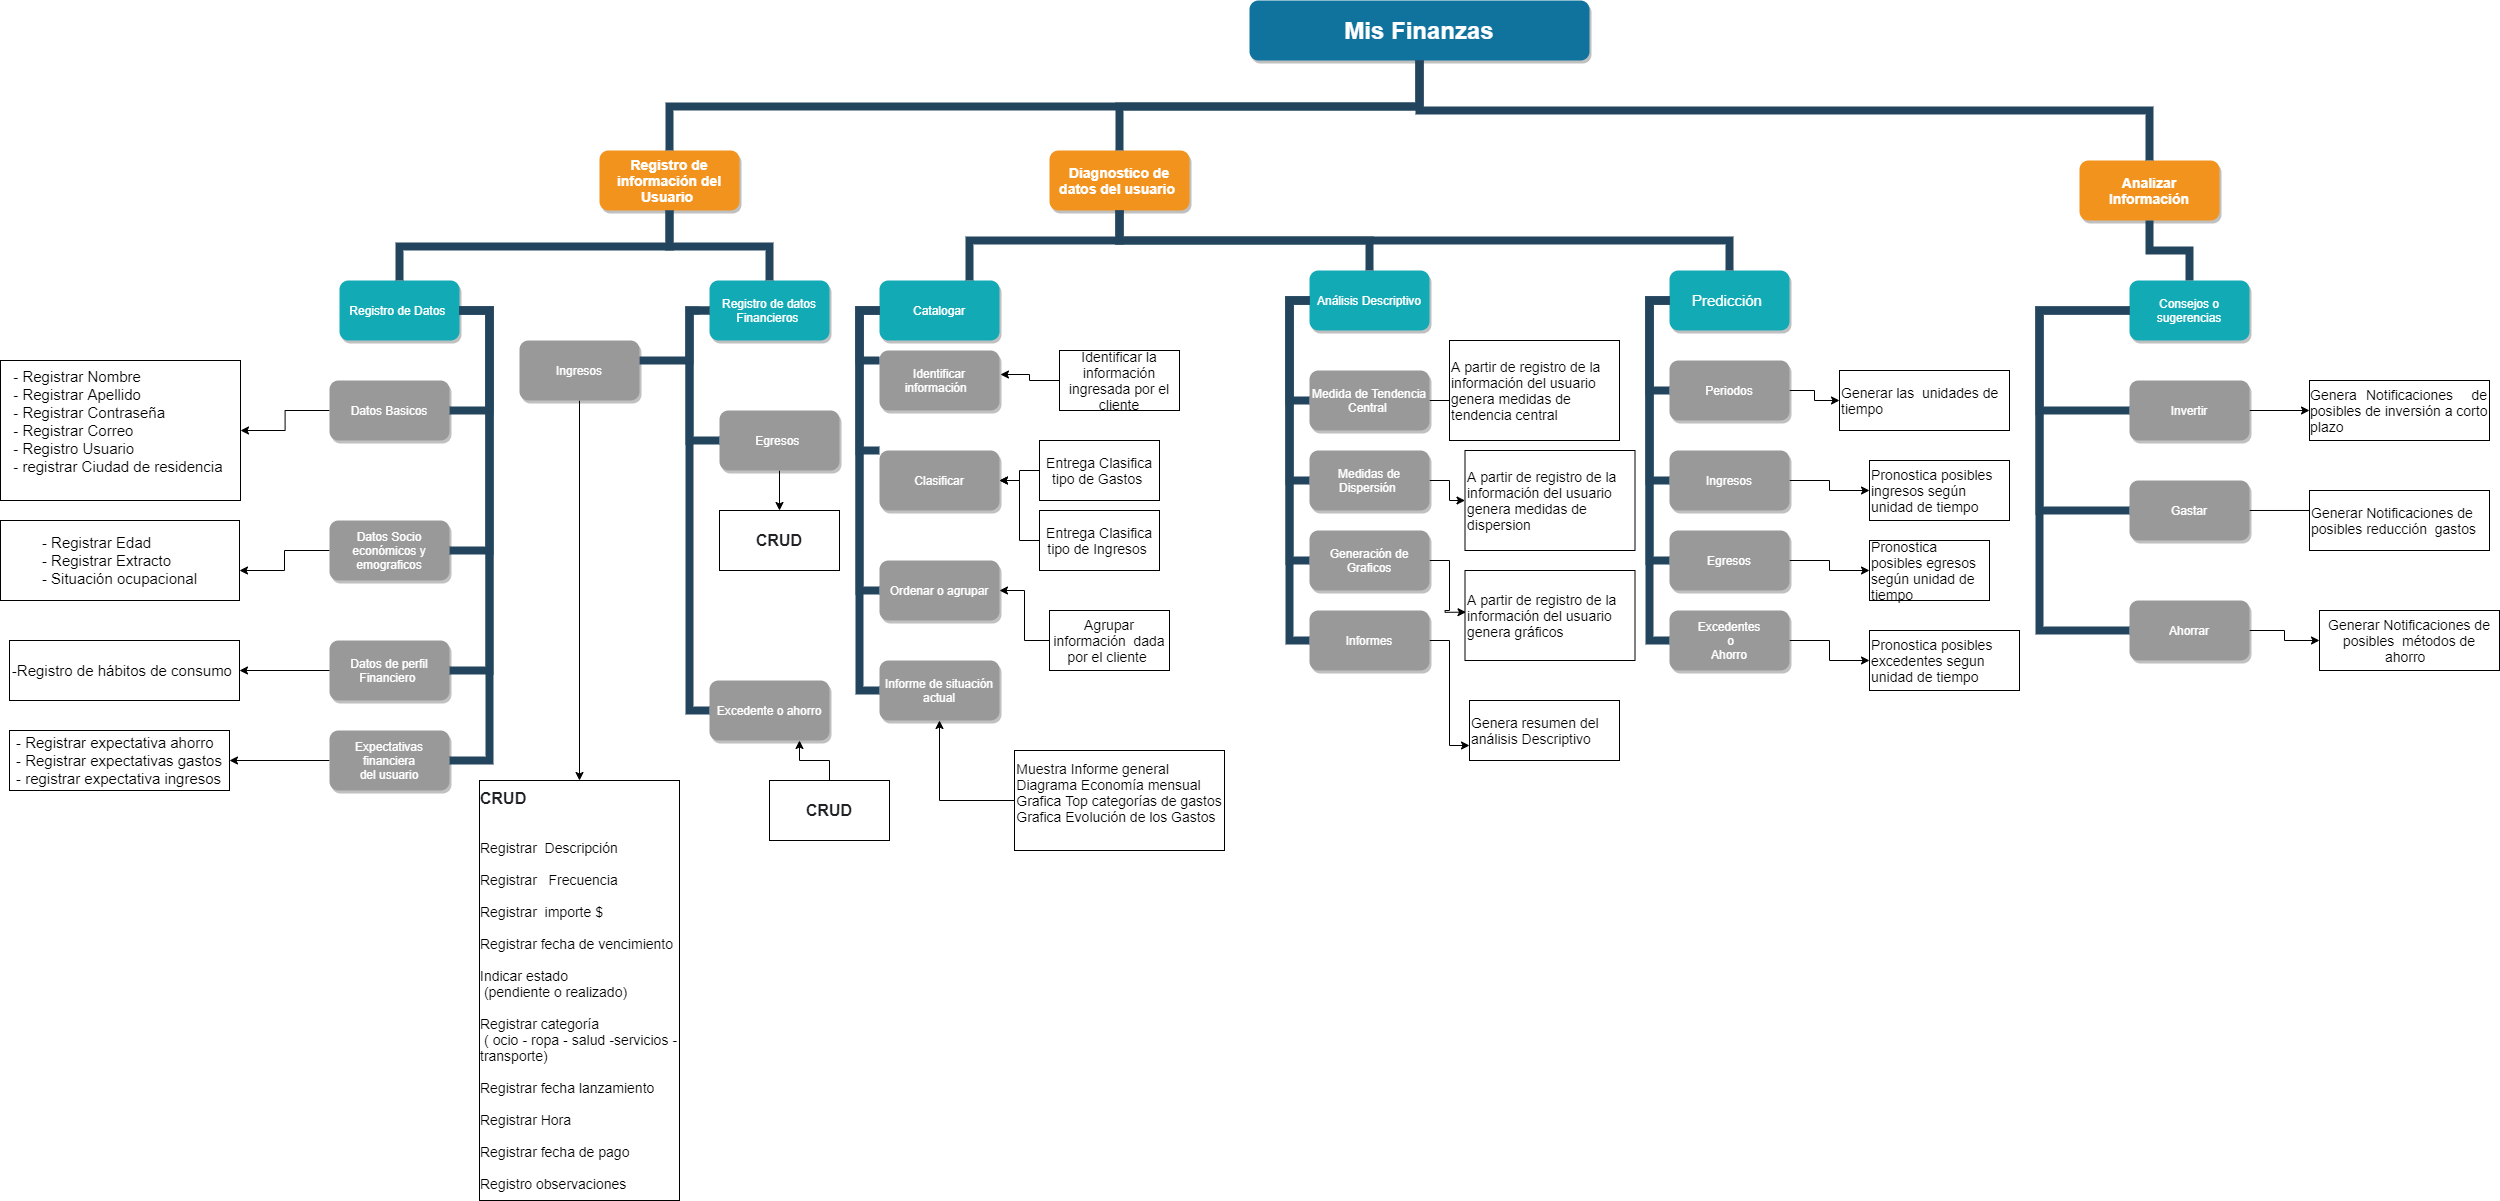 Mis Finanzas
Registro de
información del
Usuario
Diagnostico de
datos del usuario
Analizar
Información
Registro de Datos
- Registrar Nombre
- Registrar Apellido
- Registrar Contraseña
- Registrar Correo
- Registro Usuario
- registrar Ciudad de residencia
Datos Basicos
- Registrar Edad
- Registrar Extracto
- Situación ocupacional
Datos Socio
económicos y
emograficos
-Registro de hábitos de consumo
Datos de perfil
Financiero
- Registrar expectativa ahorro
- Registrar expectativas gastos
- registrar expectativa ingresos
Expectativas
financiera
del usuario
Registro de datos
Financieros
Ingresos
Egresos
CRUD
Excedente o ahorro
CRUD
CRUD
Registrar  Descripción
Registrar   Frecuencia
Registrar  importe $
Registrar fecha de vencimiento
Indicar estado
(pendiente o realizado)
Registrar categoría
( ocio - ropa - salud -servicios -
transporte)
Registrar fecha lanzamiento
Registrar Hora
Registrar fecha de pago
Registro observaciones
Catalogar
Identificar
información
Identificar la
información
ingresada por el
cliente
Clasificar
Entrega Clasifica
tipo de Gastos
Entrega Clasifica
tipo de Ingresos
Ordenar o agrupar
Agrupar
información  dada
por el cliente
Informe de situación
actual
Muestra Informe general
Diagrama Economía mensual
Grafica Top categorías de gastos
Grafica Evolución de los Gastos
Análisis Descriptivo
Medida de Tendencia
Central
A partir de registro de la
información del usuario
genera medidas de
tendencia central
Medidas de
Dispersión
A partir de registro de la
información del usuario
genera medidas de
dispersion
Generación de
Graficos
A partir de registro de la
información del usuario
genera gráficos
Informes
Genera resumen del
análisis Descriptivo
Predicción
Periodos
Generar las  unidades de
tiempo
Ingresos
Pronostica posibles
ingresos según
unidad de tiempo
Egresos
Pronostica
posibles egresos
según unidad de
tiempo
Excedentes
o
Ahorro
Pronostica posibles
excedentes segun
unidad de tiempo
Consejos o
sugerencias
Invertir
Genera Notificaciones de
posibles de inversión a corto
plazo
Gastar
Generar Notificaciones de
posibles reducción  gastos
Ahorrar
Generar Notificaciones de
posibles  métodos de
ahorro